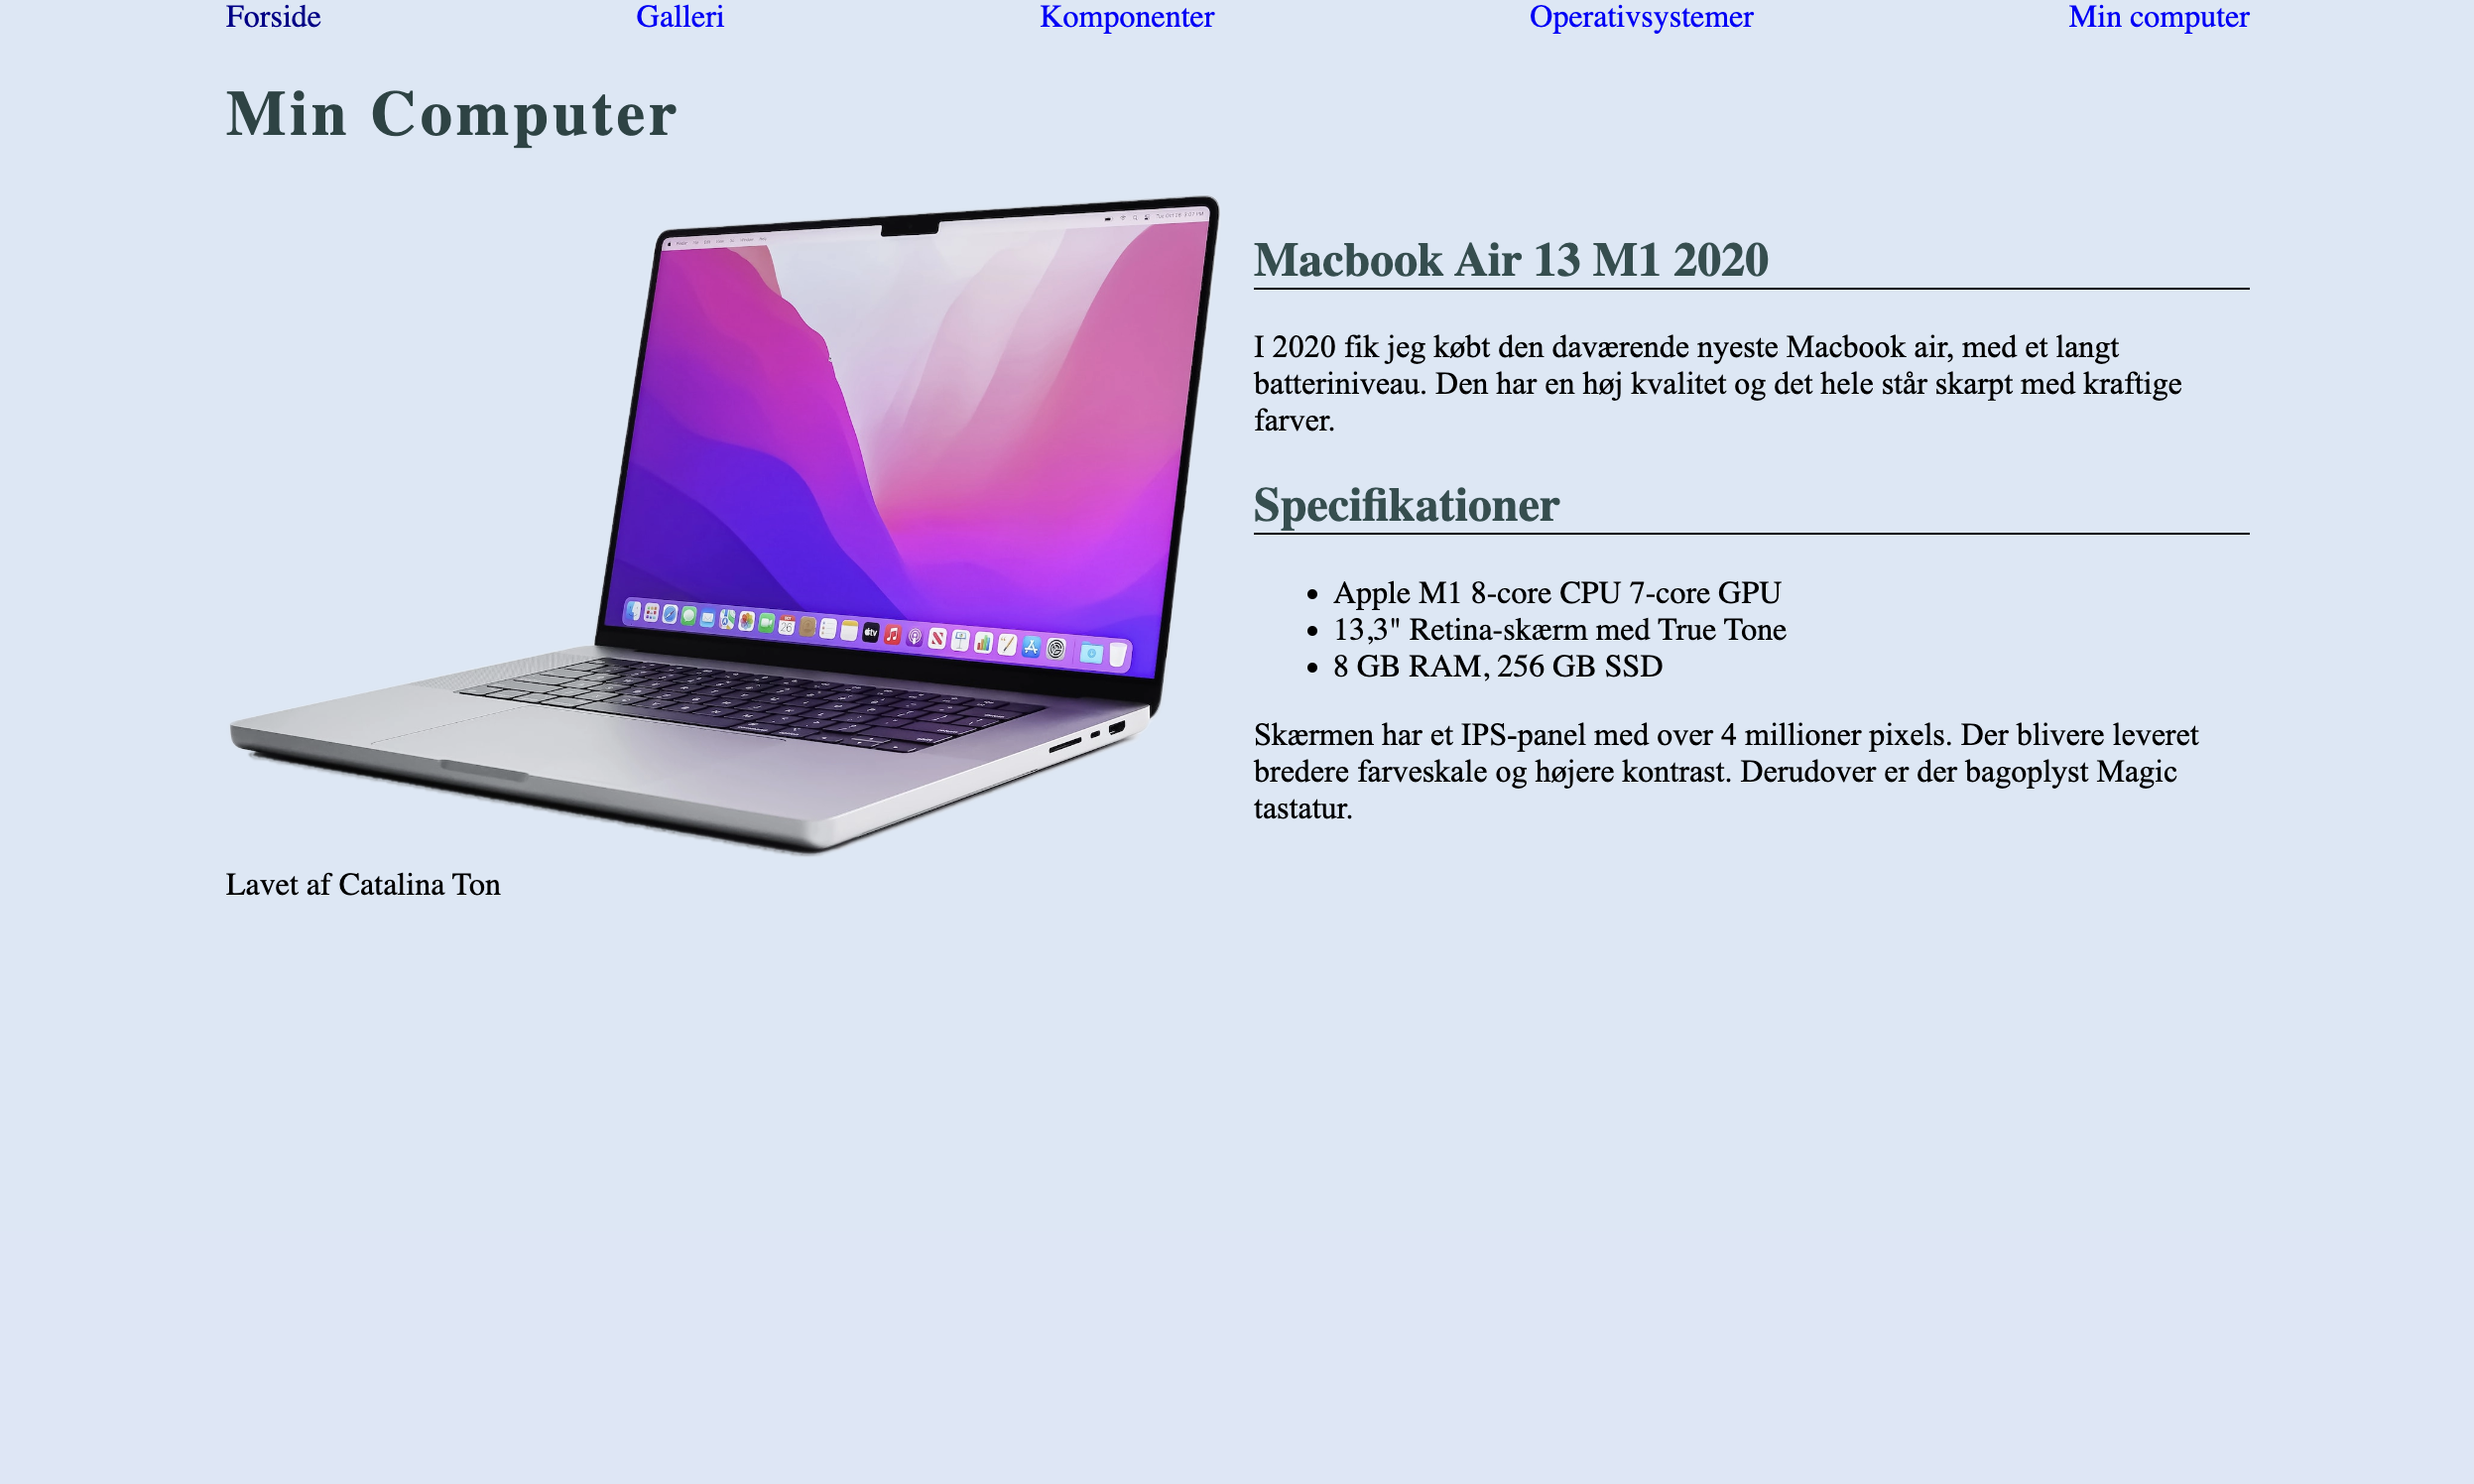 Forside Galleri Komponenter Operativsystemer Min computer
Min Computer
Macbook Air 13 M1 2020
I 2020 fik jeg købt den daværende nyeste Macbook air, med et langt
batteriniveau. Den har en høj kvalitet og det hele står skarpt med kraftige
farver.
Specifikationer
• Apple M1 8-core CPU 7-core GPU
• 13,3" Retina-skærm med True Tone
• 8 GB RAM, 256 GB SSD
Skærmen har et IPS-panel med over 4 millioner pixels. Der blivere leveret
bredere farveskale og højere kontrast. Derudover er der bagoplyst Magic
tastatur.
Lavet af Catalina Ton